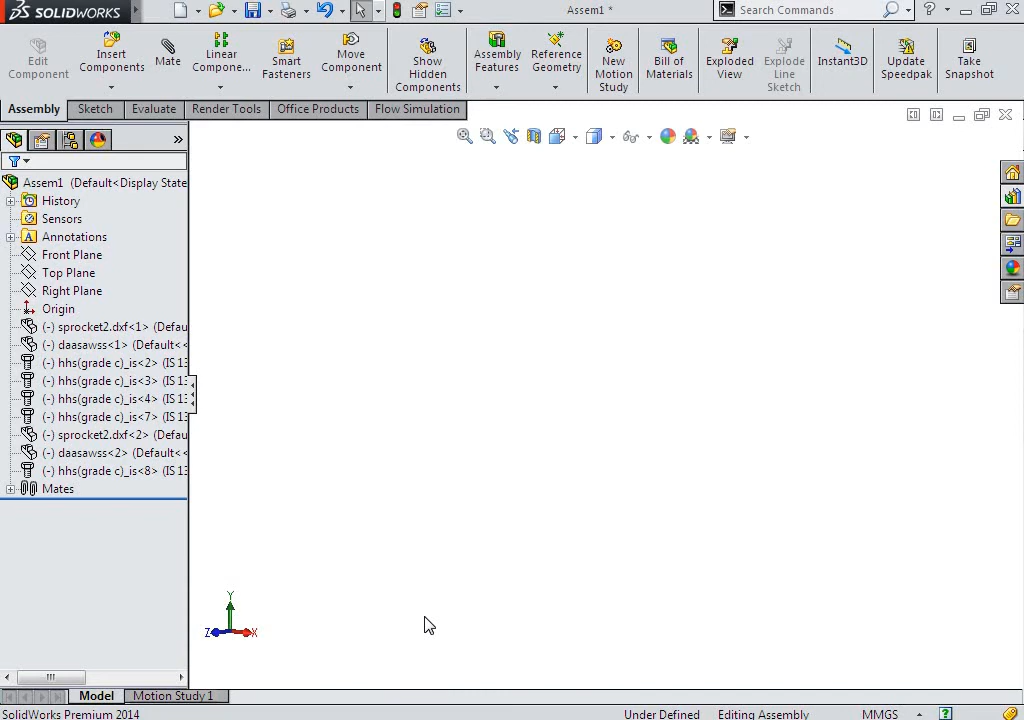 SOLIDWORKS
Assem1 *
Search Commands
Edit
Component
Insert
Components
Mate
Linear
Compone...
Smart
Fasteners
Move
Component
Show
Hidden
Components
Assembly
Features
Reference
Geometry
New
Motion
Study
Bill of
Materials
Exploded
View
Explode
Line
Sketch
Instant3D
Update
Speedpak
Take
Snapshot
Assembly
Sketch
Evaluate
Render Tools
Office Products
Flow Simulation
Assem1 (Default<Display State
History
Sensors
Annotations
Front Plane
Top Plane
Right Plane
Origin
(-) sprocket2.dxf<1> (Defau
(-) daasawss<1> (Default<<
(-) hhs(grade c)_is<2> (IS 13
(-) hhs(grade c)_is<3> (IS 13
(-) hhs(grade c)_is<4> (IS 13
(-) hhs(grade c)_is<7> (IS 13
(-) sprocket2.dxf<2> (Defau
(-) daasawss<2> (Default<<
(-) hhs(grade c)_is<8> (IS 13
Mates
Y
Z
X
Model
Motion Study 1
SolidWorks Premium 2014
Under Defined
Editing Assembly
MMGS